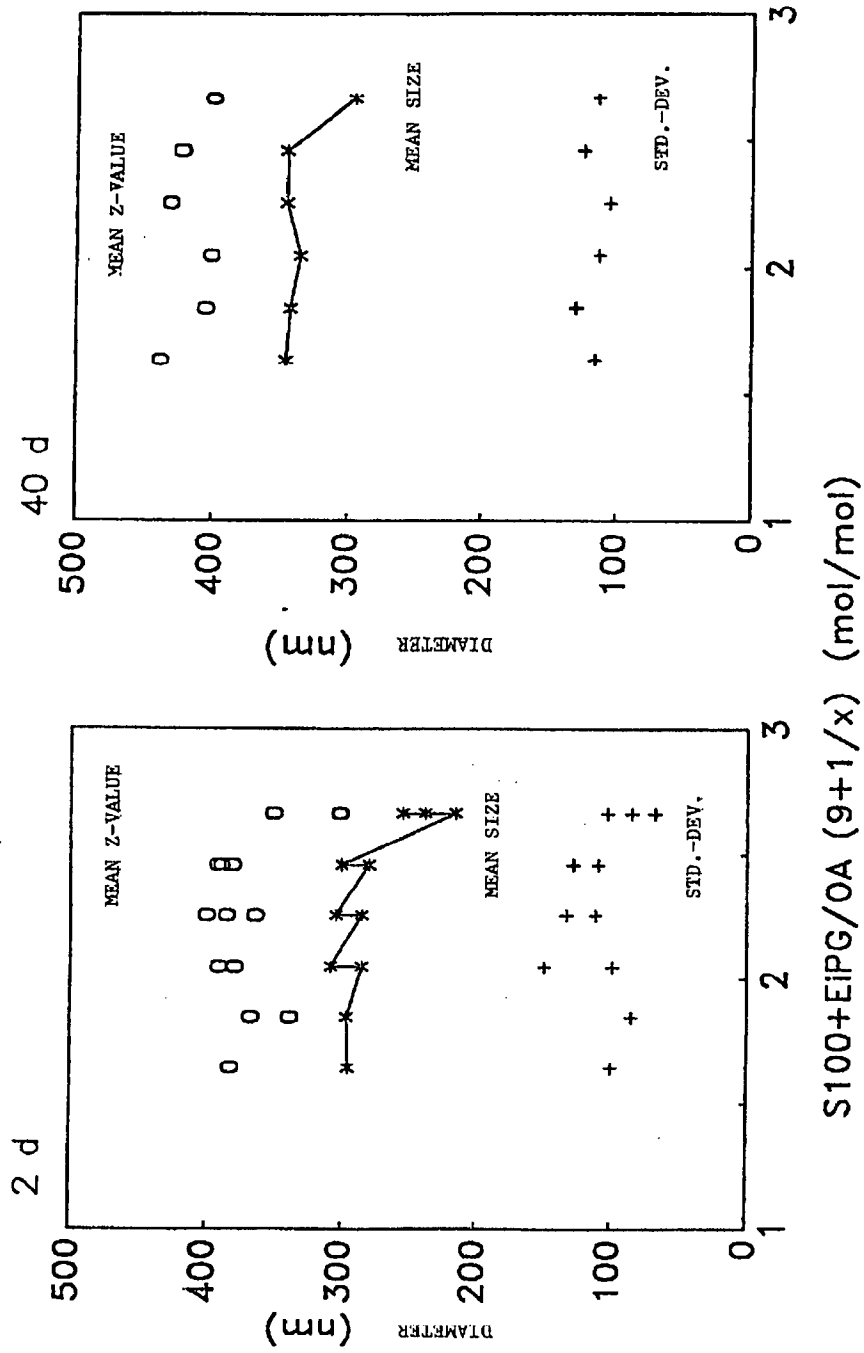 2 d
500
400
300
200
100
0
(nm)
DIAMETER
MEAN Z-VALUE
MEAN SIZE
STD.-DEV.
1
2
3
40 d
500
400
300
200
100
0
(nm)
DIAMETER
MEAN Z-VALUE
MEAN SIZE
STD.-DEV.
1
2
3
S100+EiPG/OA (9+1/x) (mol/mol)